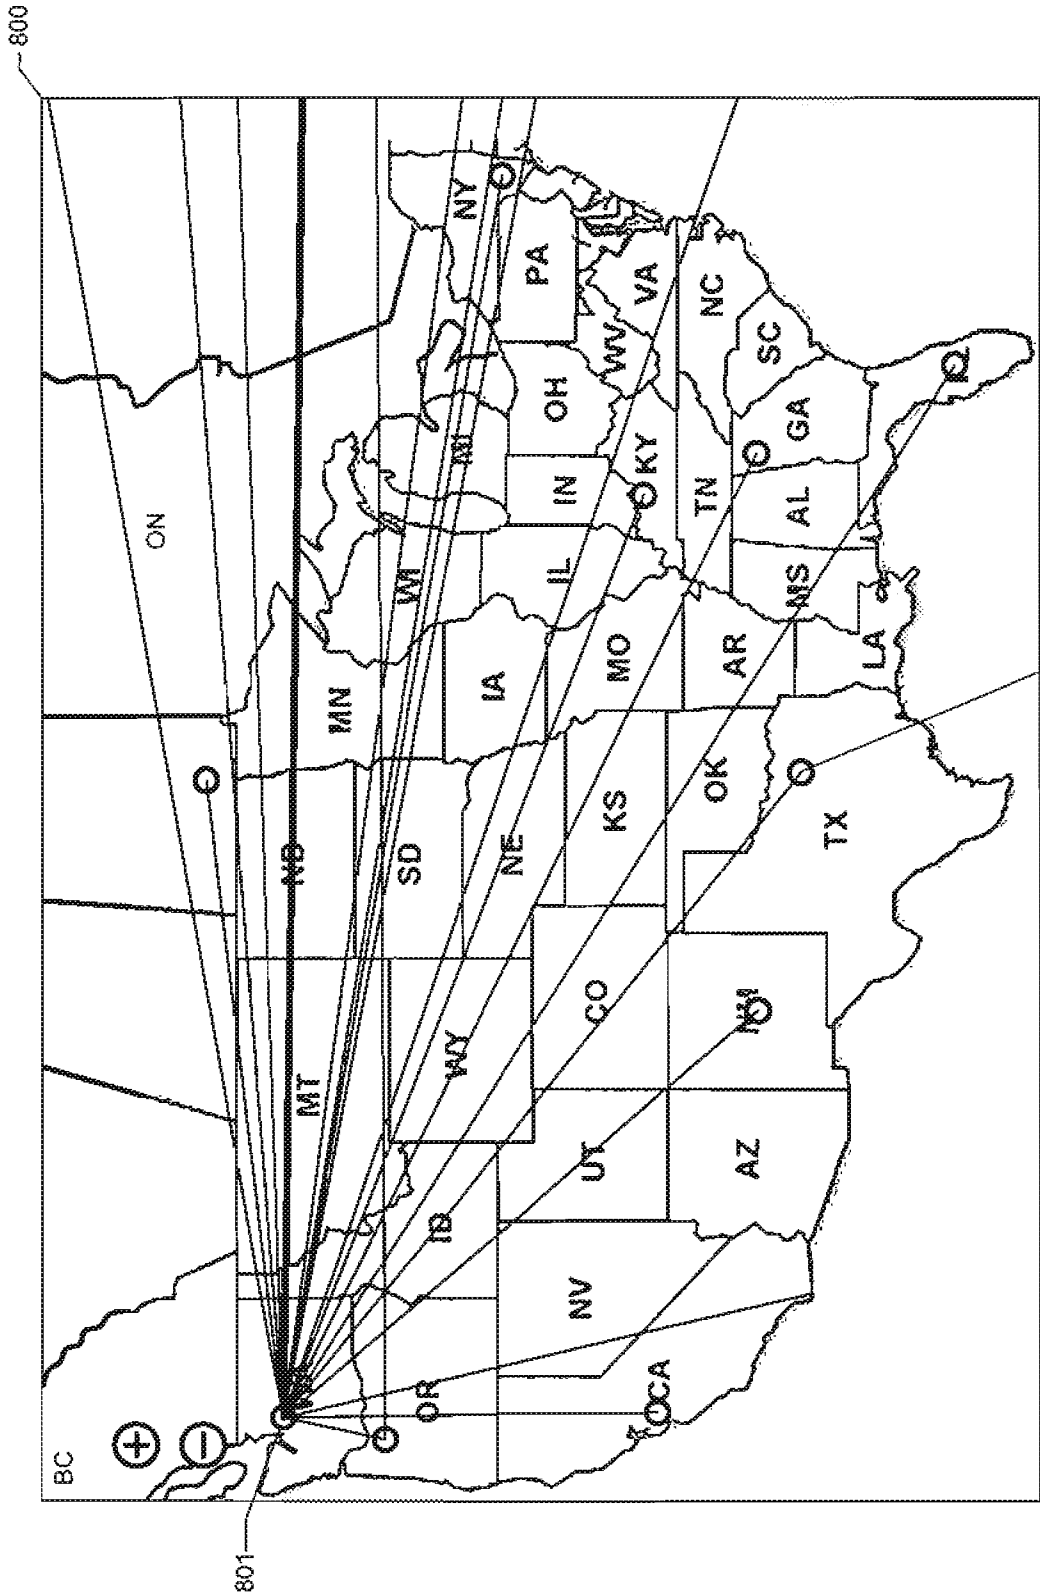 800
801
BC
ON
MT
ND
MN
OR
ID
WY
SD
WI
MI
NY
NE
IA
IL
IN
OH
PA
NV
UT
CO
KS
MO
KY
WV
VA
CA
AZ
OK
AR
TN
NC
TX
LA
MS
AL
GA
SC